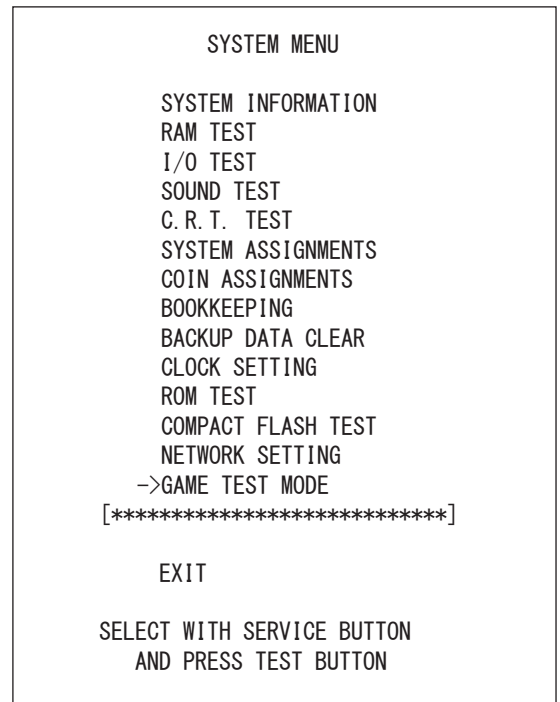 SYSTEM MENU
SYSTEM INFORMATION
RAM TEST
I/O TEST
SOUND TEST
C.R.T. TEST
SYSTEM ASSIGNMENTS
COIN ASSIGNMENTS
BOOKKEEPING
BACKUP DATA CLEAR
CLOCK SETTING
ROM TEST
COMPACT FLASH TEST
NETWORK SETTING
->GAME TEST MODE
[****************************]
EXIT
SELECT WITH SERVICE BUTTON
AND PRESS TEST BUTTON